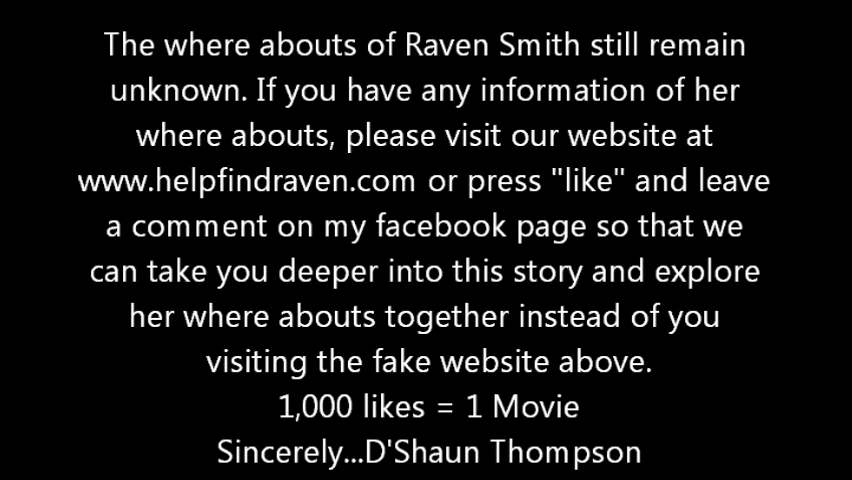 The where abouts of Raven Smith still remain
unknown. If you have any information of her
where abouts, please visit our website at
www.helpfindraven.com or press "like" and leave
a comment on my facebook page so that we
can take you deeper into this story and explore
her where abouts together instead of you
visiting the fake website above.
1,000 likes = 1 Movie
Sincerely...D'Shaun Thompson